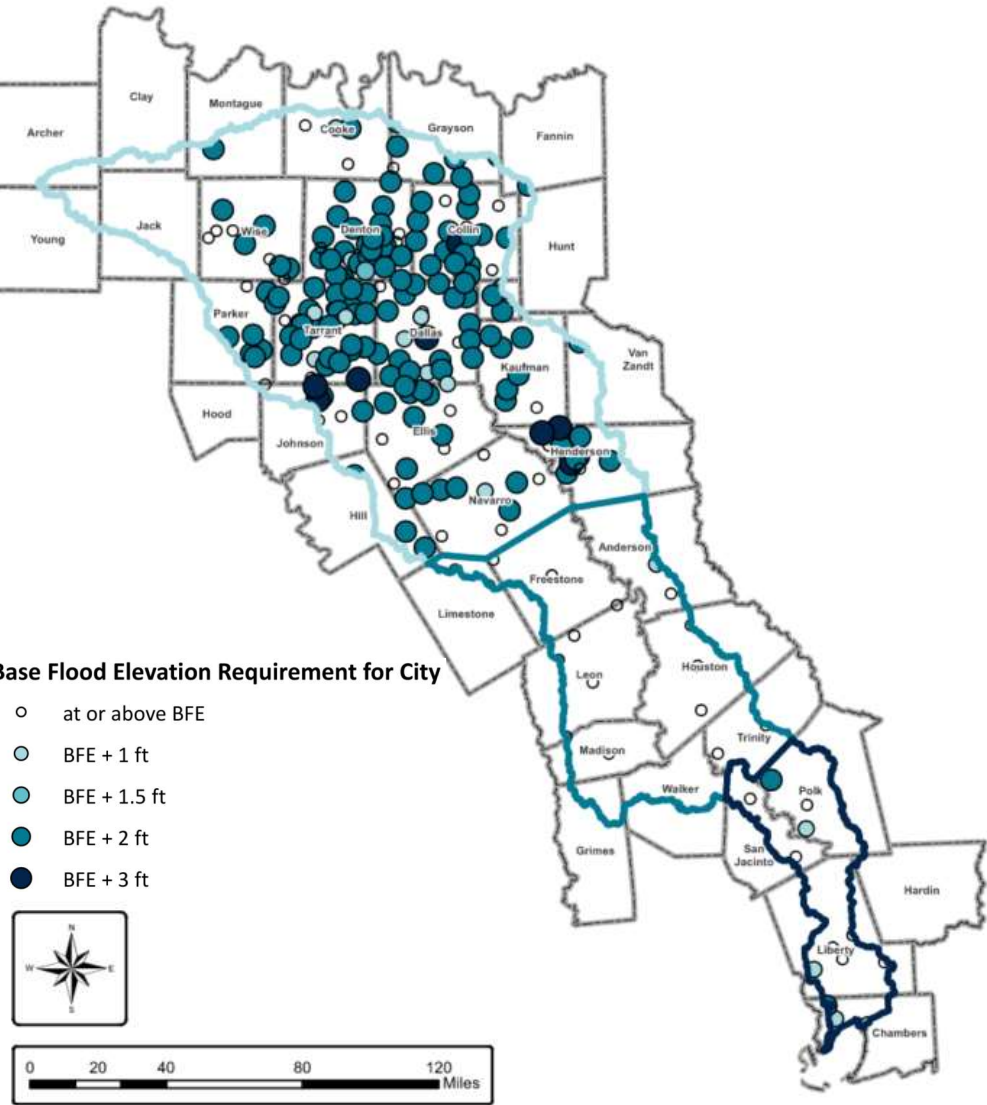 Clay
Montague
Cooke
Grayson
Fannin
Archer
Young
Jack
Wise
Denton
Collin
Hunt
Parker
Tarrant
Dallas
Kaufman
Van
Zandt
Hood
Johnson
Ellis
Henderson
Hill
Navarro
Anderson
Freestone
Limestone
Base Flood Elevation Requirement for City
at or above BFE
BFE + 1 ft
BFE + 1.5 ft
BFE + 2 ft
BFE + 3 ft
Leon
Houston
Madison
Trinity
Walker
Polk
Grimes
San
Jacinto
Hardin
Liberty
Chambers
N
W
E
S
0 20 40 80 120
Miles